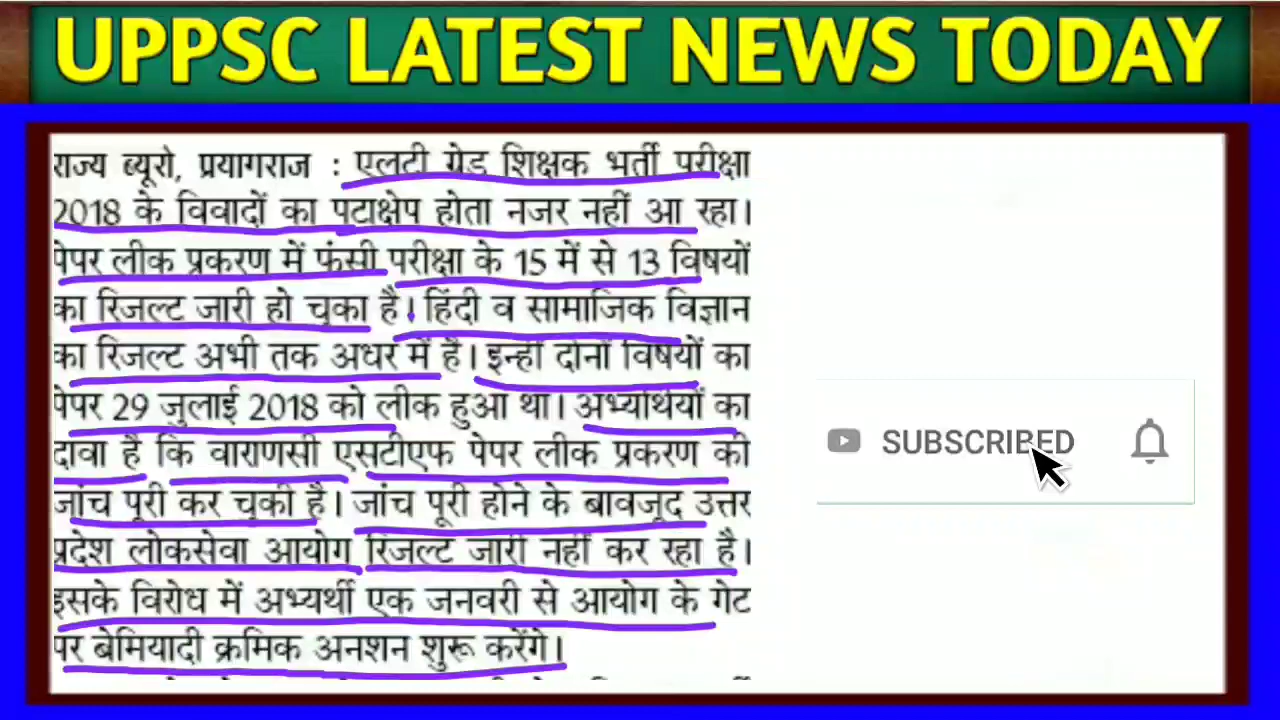 UPPSC LATEST NEWS TODAY
राज्य ब्यूरो, प्रयागराज : एलटी ग्रेड शिक्षक भर्ती परीक्षा
2018 के विवादों का पटाक्षेप होता नजर नहीं आ रहा।
पेपर लीक प्रकरण में फंसी परीक्षा के 15 में से 13 विषयों
का रिजल्ट जारी हो चुका है। हिंदी व सामाजिक विज्ञान
का रिजल्ट अभी तक अधर में है। इन्हीं दोनों विषयों का
पेपर 29 जुलाई 2018 को लीक हुआ था। अभ्यर्थियों का
दावा है कि वाराणसी एसटीएफ पेपर लीक प्रकरण की
जांच पूरी कर चुकी है। जांच पूरी होने के बावजूद उत्तर
प्रदेश लोकसेवा आयोग रिजल्ट जारी नहीं कर रहा है।
इसके विरोध में अभ्यर्थी एक जनवरी से आयोग के गेट
पर बेमियादी क्रमिक अनशन शुरू करेंगे।
SUBSCRIBED